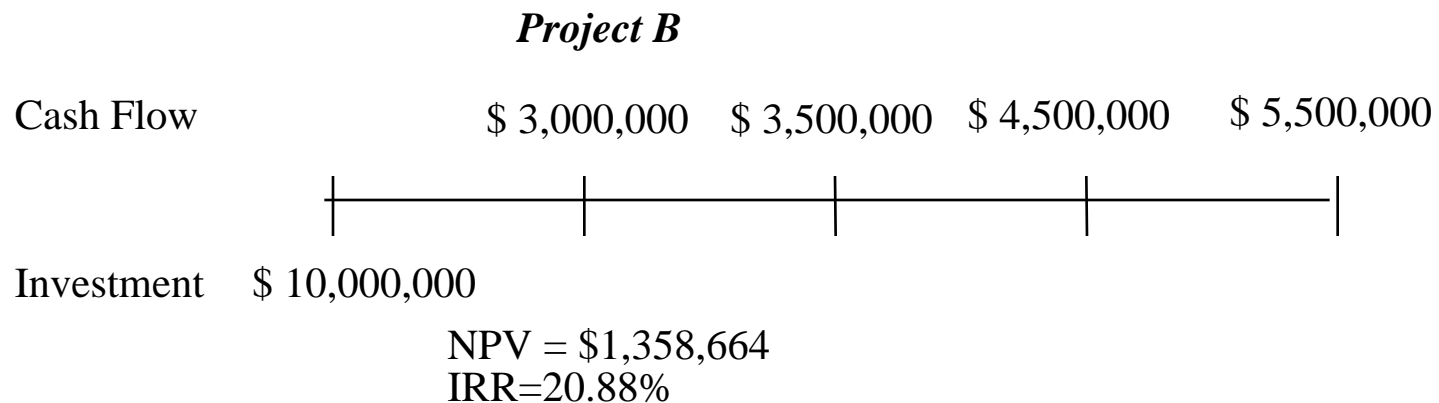 Project B
Cash Flow $ 3,000,000 $ 3,500,000 $ 4,500,000 $ 5,500,000
Investment $ 10,000,000
NPV = $1,358,664
IRR=20.88%